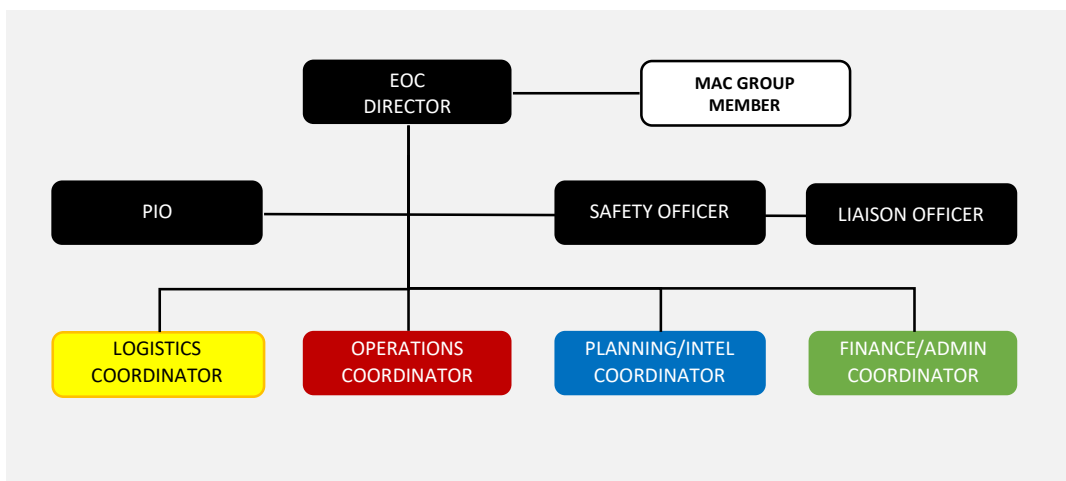 EOC
DIRECTOR
MAC GROUP
MEMBER
PIO
SAFETY OFFICER
LIAISON OFFICER
LOGISTICS
COORDINATOR
OPERATIONS
COORDINATOR
PLANNING/INTEL
COORDINATOR
FINANCE/ADMIN
COORDINATOR